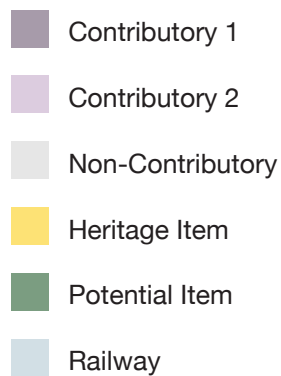 Contributory 1
Contributory 2
Non-Contributory
Heritage Item
Potential Item
Railway